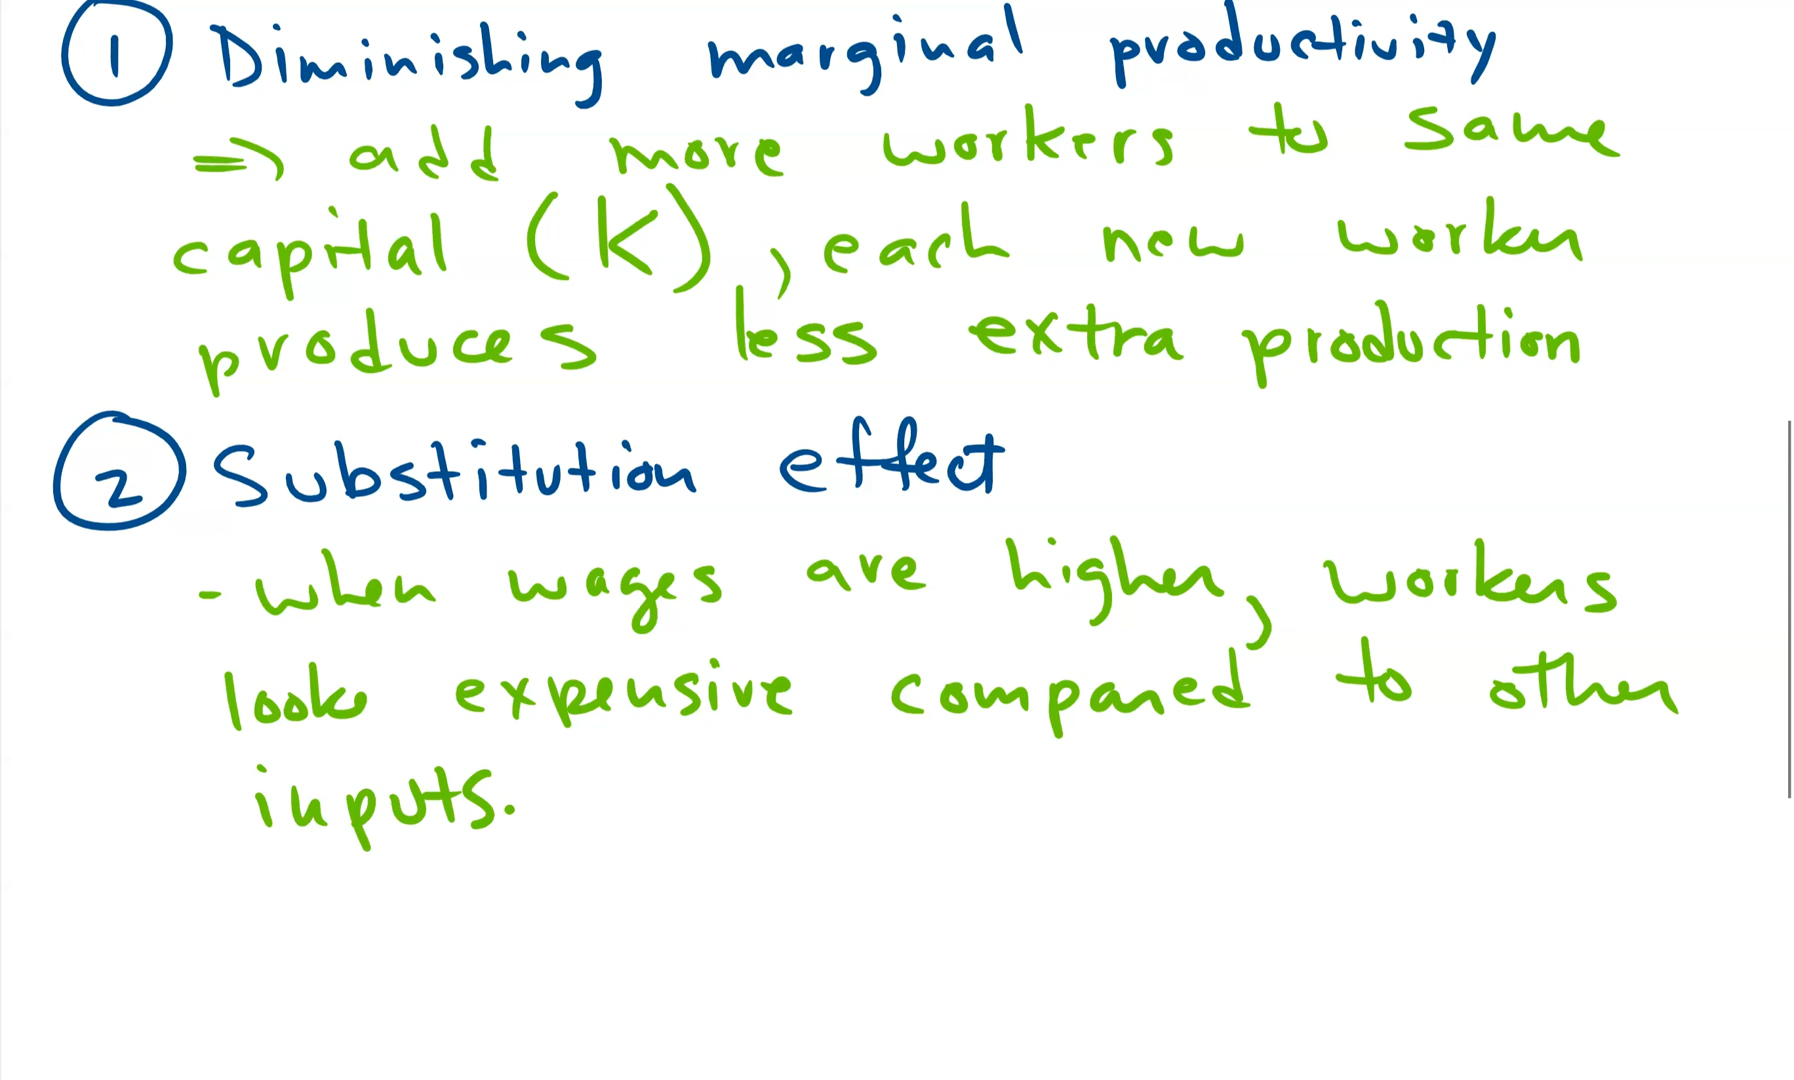 ① Diminishing marginal productivity
=> add more workers to same
capital (K), each new worker
produces less extra production
② Substitution effect
- when wages are higher, workers
looks expensive compared to other
inputs.